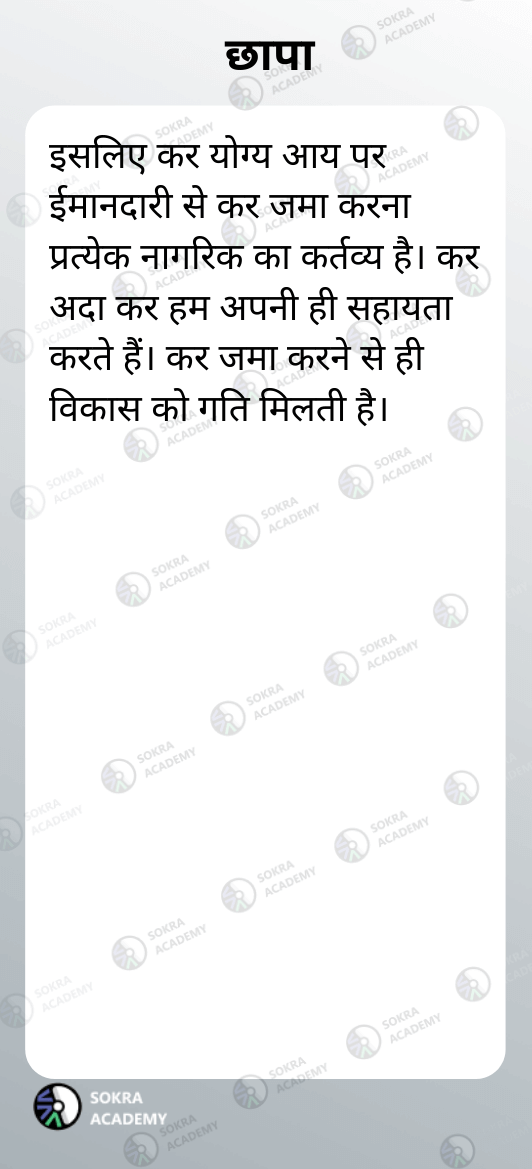 छापा
इसलिए कर योग्य आय पर
ईमानदारी से कर जमा करना
प्रत्येक नागरिक का कर्तव्य है। कर
अदा कर हम अपनी ही सहायता
करते हैं। कर जमा करने से ही
विकास को गति मिलती है।
SOKRA
ACADEMY